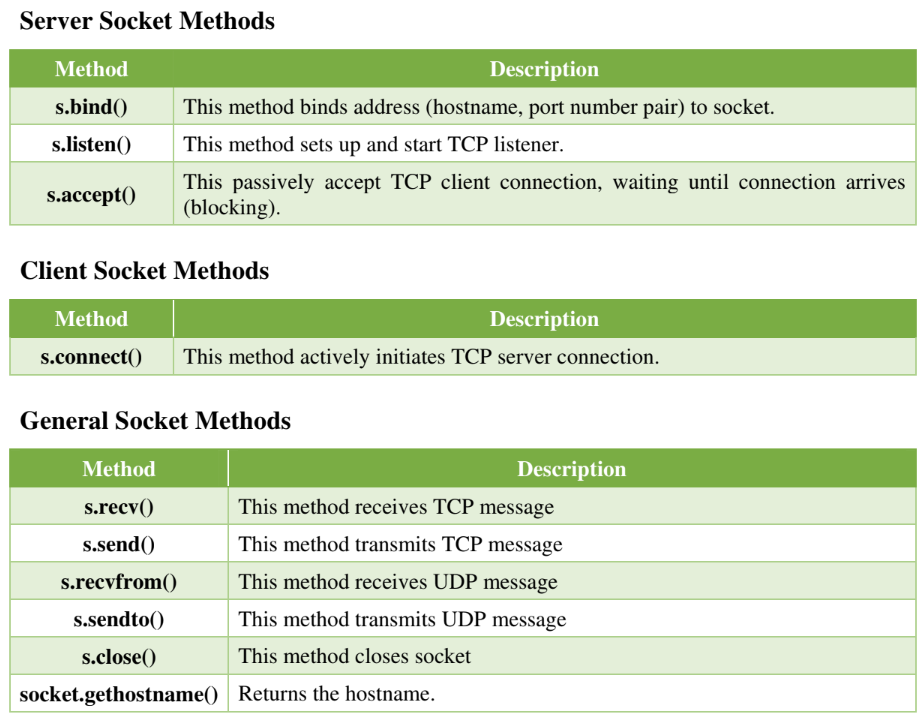 Server Socket Methods
Method Description
s.bind() This method binds address (hostname, port number pair) to socket.
s.listen() This method sets up and start TCP listener.
s.accept() This passively accept TCP client connection, waiting until connection arrives
(blocking).
Client Socket Methods
Method Description
s.connect() This method actively initiates TCP server connection.
General Socket Methods
Method Description
s.recv() This method receives TCP message
s.send() This method transmits TCP message
s.recvfrom() This method receives UDP message
s.sendto() This method transmits UDP message
s.close() This method closes socket
socket.gethostname() Returns the hostname.